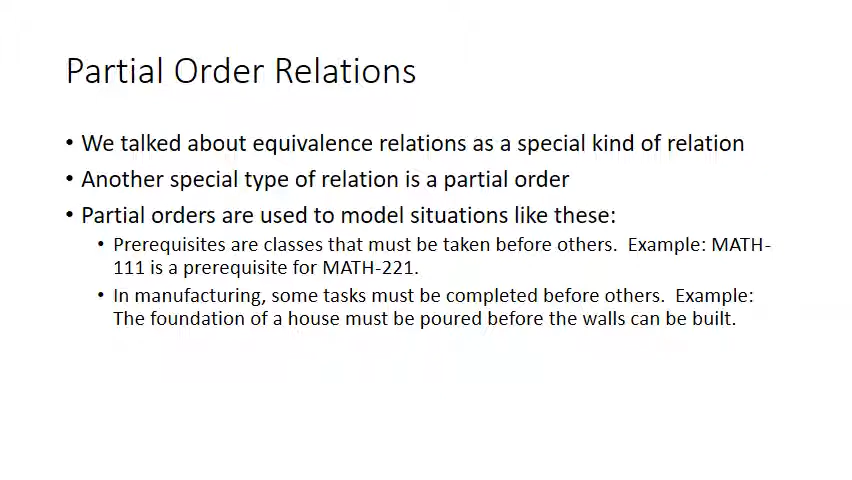 Partial Order Relations
• We talked about equivalence relations as a special kind of relation
• Another special type of relation is a partial order
• Partial orders are used to model situations like these:
• Prerequisites are classes that must be taken before others.  Example: MATH-
111 is a prerequisite for MATH-221.
• In manufacturing, some tasks must be completed before others.  Example:
The foundation of a house must be poured before the walls can be built.